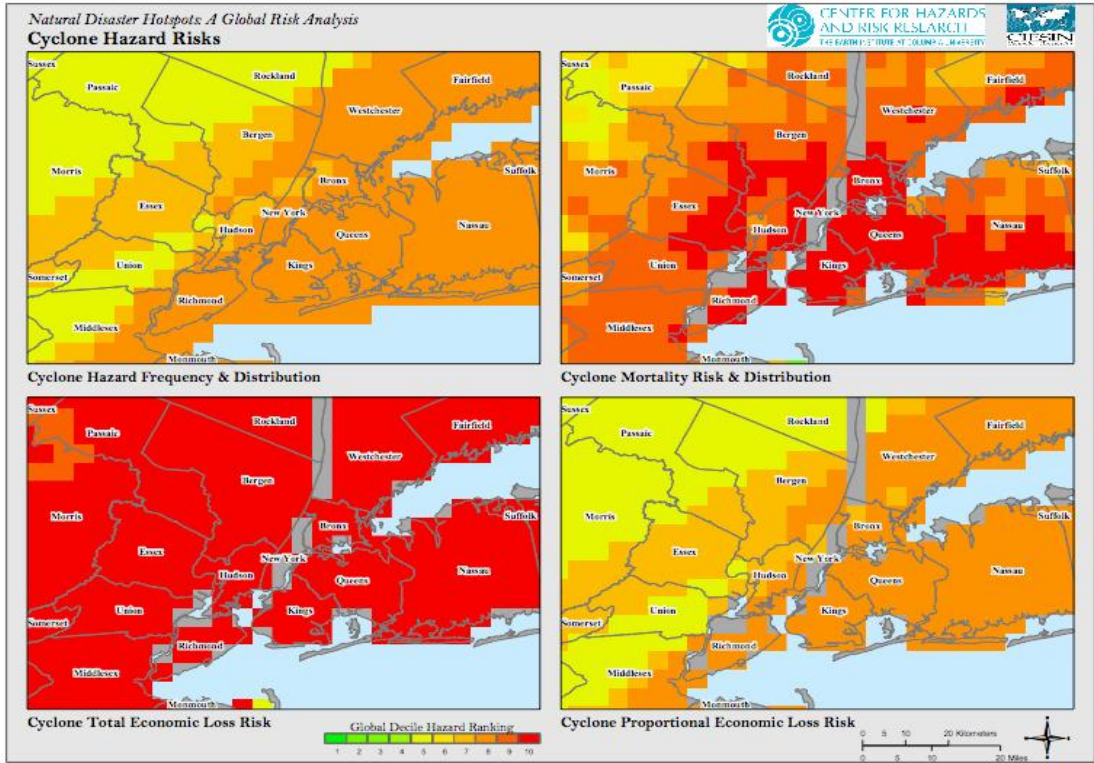 Natural Disaster Hotspots: A Global Risk Analysis
Cyclone Hazard Risks
CENTER FOR HAZARDS
AND RISK RESEARCH
THE EARTH INSTITUTE AT COLUMBIA UNIVERSITY
CIESIN
Sussex
Passaic
Rockland
Westchester
Fairfield
Bergen
Morris
Essex
Bronx
Suffolk
New York
Hudson
Queens
Nassau
Union
Kings
Somerset
Richmond
Middlesex
Monmouth
Cyclone Hazard Frequency & Distribution
Sussex
Passaic
Rockland
Westchester
Fairfield
Bergen
Morris
Essex
Bronx
Suffolk
New York
Hudson
Queens
Nassau
Union
Kings
Somerset
Richmond
Middlesex
Monmouth
Cyclone Mortality Risk & Distribution
Sussex
Passaic
Rockland
Westchester
Fairfield
Bergen
Morris
Essex
Bronx
Suffolk
New York
Hudson
Queens
Nassau
Union
Kings
Somerset
Richmond
Middlesex
Monmouth
Cyclone Total Economic Loss Risk
Sussex
Passaic
Rockland
Westchester
Fairfield
Bergen
Morris
Essex
Bronx
Suffolk
New York
Hudson
Queens
Nassau
Union
Kings
Somerset
Richmond
Middlesex
Monmouth
Cyclone Proportional Economic Loss Risk
Global Decile Hazard Ranking
1 2 3 4 5 6 7 8 9 10
0 5 10 20 Kilometers
0 5 10 20 Miles